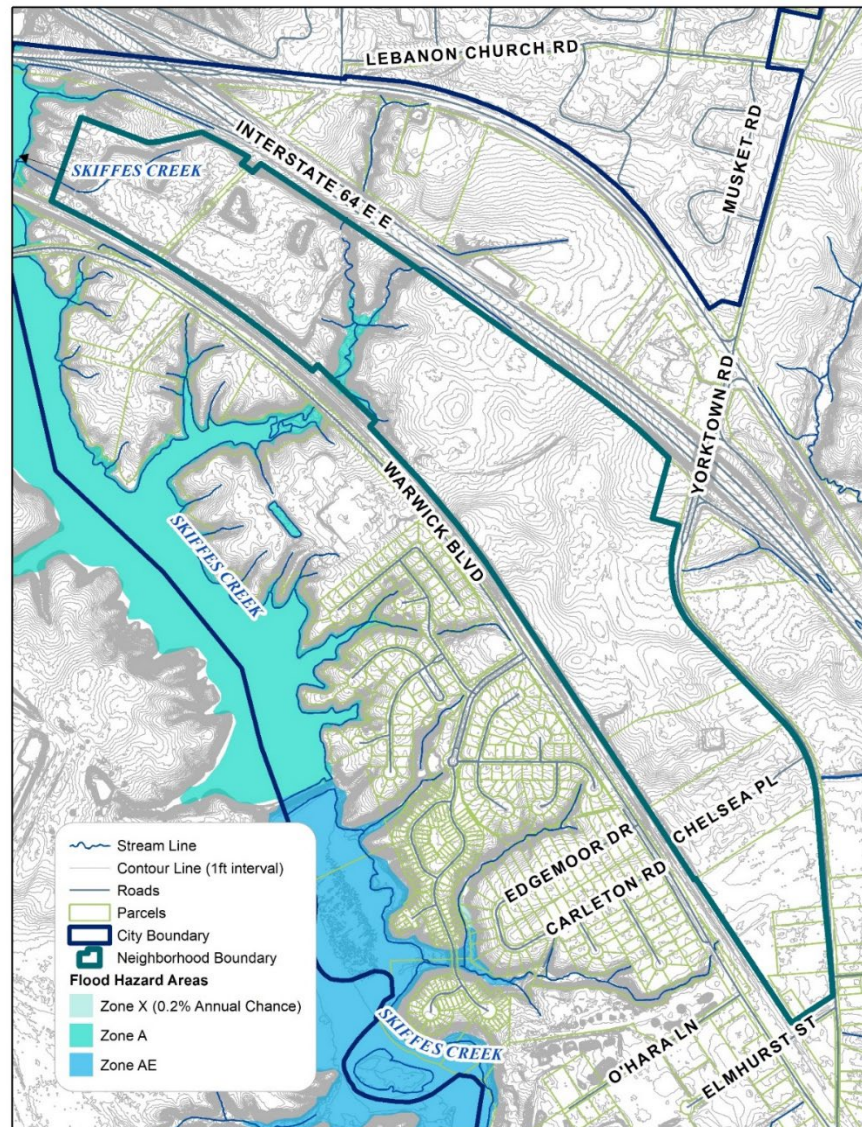 LEBANON CHURCH RD
MUSKET RD
INTERSTATE 64 E E
SKIFFES CREEK
YORKTOWN RD
WARWICK BLVD
SKIFFES CREEK
CHELSEA PL
EDGEMOOR DR
CARLETON RD
Stream Line
Contour Line (1ft interval)
Roads
Parcels
City Boundary
Neighborhood Boundary
Flood Hazard Areas
Zone X (0.2% Annual Chance)
Zone A
Zone AE
SKIFFES CREEK
O'HARA LN
ELMHURST ST